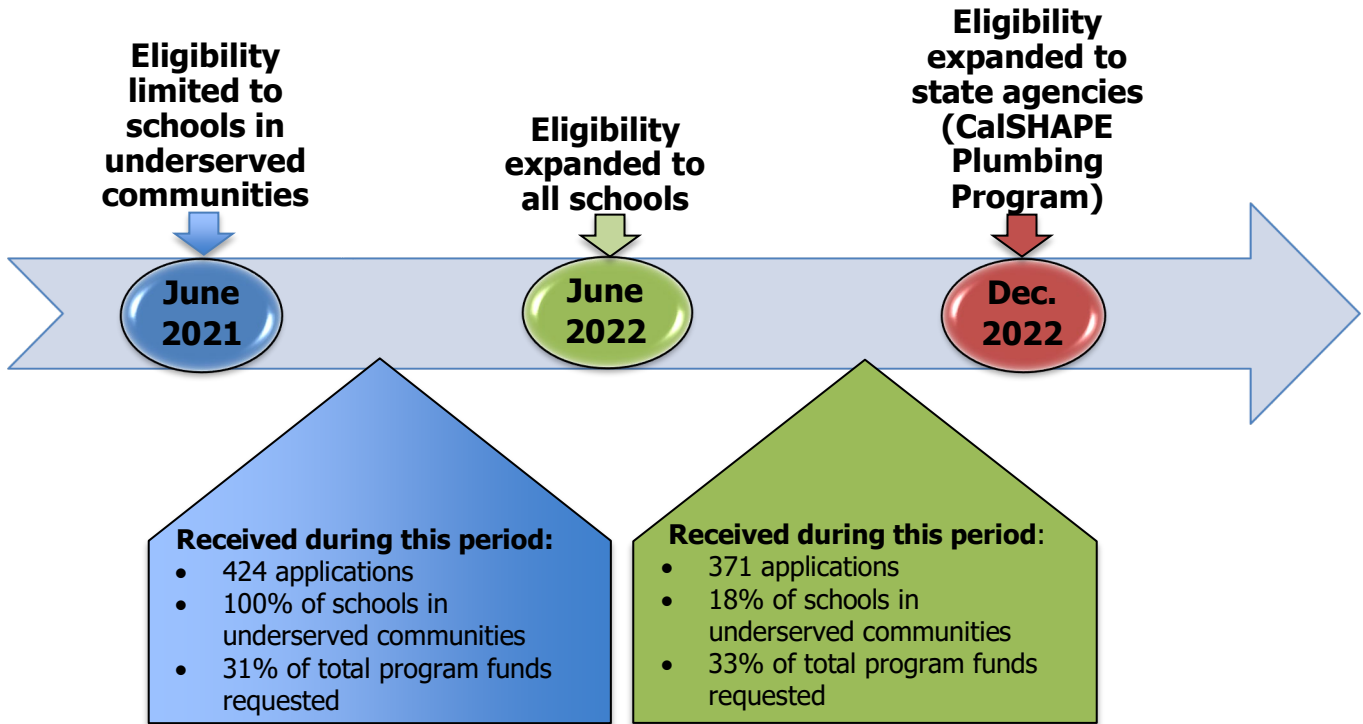 Eligibility
limited to
schools in
underserved
communities
Eligibility
expanded to
all schools
Eligibility
expanded to
state agencies
(CalSHAPE
Plumbing
Program)
June
2021
June
2022
Dec.
2022
Received during this period:
• 424 applications
• 100% of schools in
underserved communities
• 31% of total program funds
requested
Received during this period:
• 371 applications
• 18% of schools in
underserved communities
• 33% of total program funds
requested